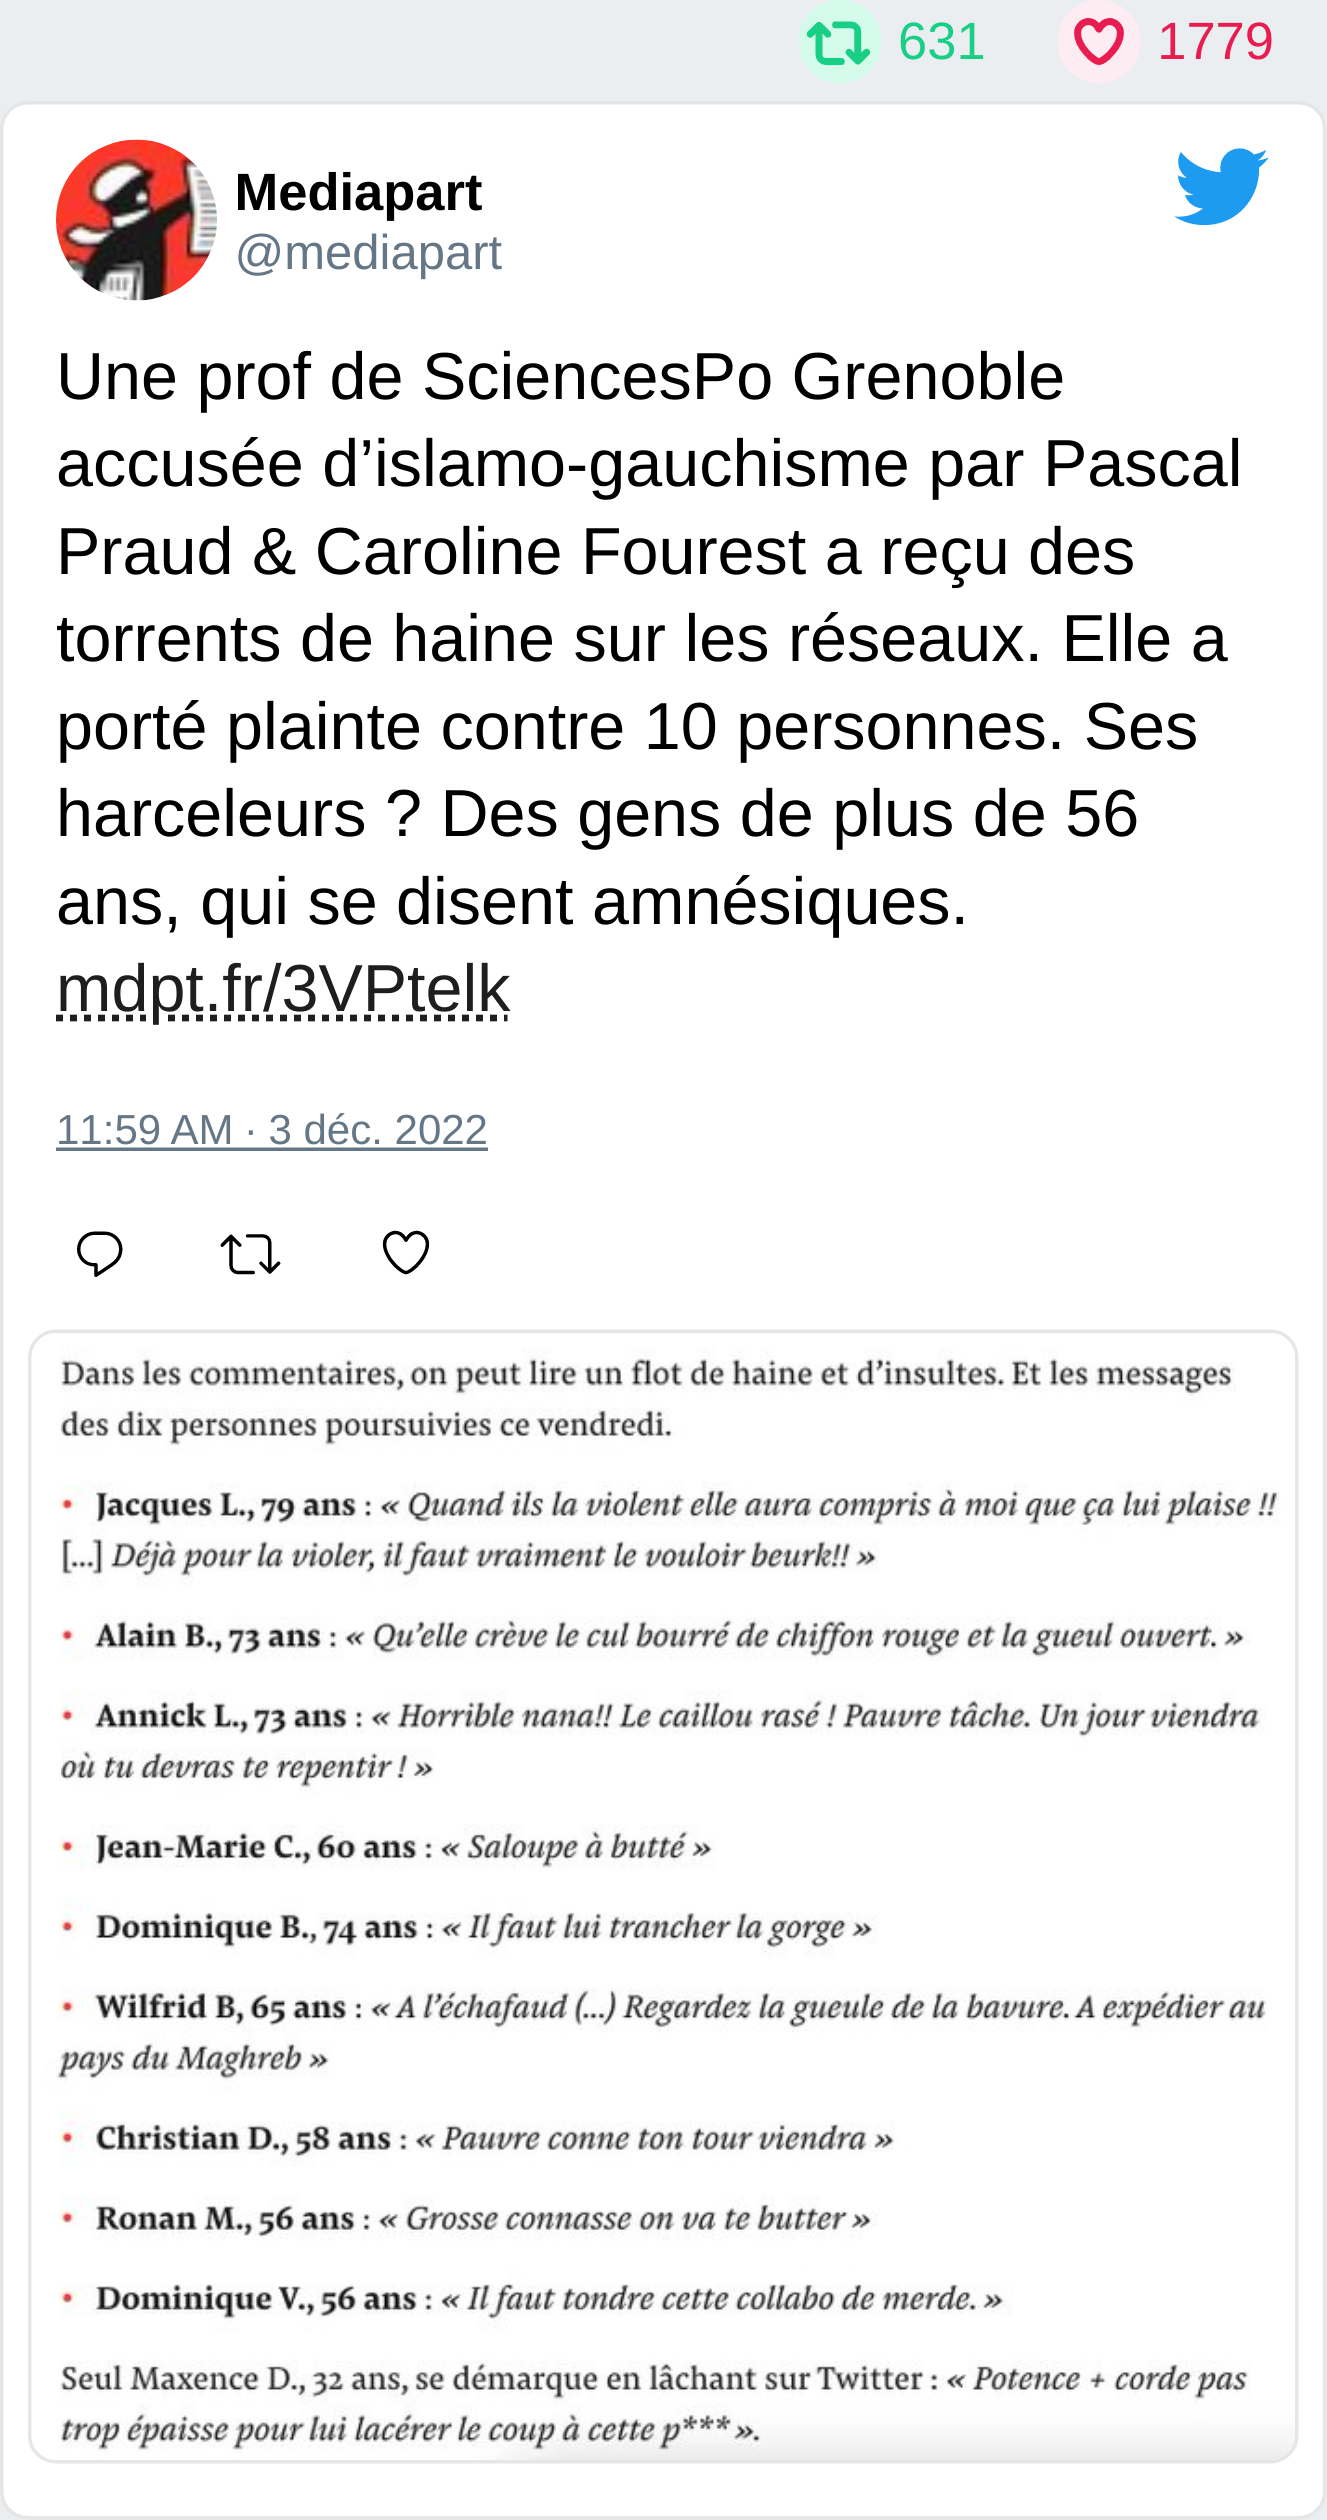 631 1779
Mediapart
@mediapart
Une prof de SciencesPo Grenoble
accusée d’islamo-gauchisme par Pascal
Praud & Caroline Fourest a reçu des
torrents de haine sur les réseaux. Elle a
porté plainte contre 10 personnes. Ses
harceleurs ? Des gens de plus de 56
ans, qui se disent amnésiques.
mdpt.fr/3VPtelk
11:59 AM · 3 déc. 2022
Dans les commentaires, on peut lire un flot de haine et d’insultes. Et les messages
des dix personnes poursuivies ce vendredi.
• Jacques L., 79 ans : « Quand ils la violent elle aura compris à moi que ça lui plaise !!
[...] Déjà pour la violer, il faut vraiment le vouloir beurk!! »
• Alain B., 73 ans : « Qu’elle crève le cul bourré de chiffon rouge et la gueul ouvert. »
• Annick L., 73 ans : « Horrible nana!! Le caillou rasé ! Pauvre tâche. Un jour viendra
où tu devras te repentir ! »
• Jean-Marie C., 60 ans : « Saloupe à butté »
• Dominique B., 74 ans : « Il faut lui trancher la gorge »
• Wilfrid B, 65 ans : « A l’échafaud (...) Regardez la gueule de la bavure. A expédier au
pays du Maghreb »
• Christian D., 58 ans : « Pauvre conne ton tour viendra »
• Ronan M., 56 ans : « Grosse connasse on va te butter »
• Dominique V., 56 ans : « Il faut tondre cette collabo de merde. »
Seul Maxence D., 32 ans, se démarque en lâchant sur Twitter : « Potence + corde pas
trop épaisse pour lui lacérer le coup à cette p*** ».